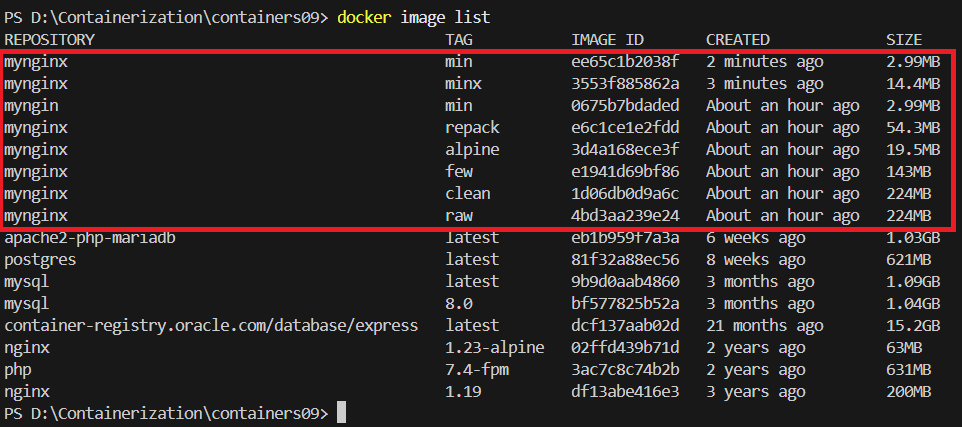 PS D:\Containerization\containers09> docker image list
REPOSITORY TAG IMAGE ID CREATED SIZE
mynginx min ee65c1b2038f 2 minutes ago 2.99MB
mynginx minx 3553f885862a 3 minutes ago 14.4MB
myngin min 0675b7bdaded About an hour ago 2.99MB
mynginx repack e6c1ce1e2fdd About an hour ago 54.3MB
mynginx alpine 3d4a168ece3f About an hour ago 19.5MB
mynginx few e1941d69bf86 About an hour ago 143MB
mynginx clean 1d06db0d9a6c About an hour ago 224MB
mynginx raw 4bd3aa239e24 About an hour ago 224MB
apache2-php-mariadb latest eb1b959f7a3a 6 weeks ago 1.03GB
postgres latest 81f32a88ec56 8 weeks ago 621MB
mysql latest 9b9d0aab4860 3 months ago 1.09GB
mysql 8.0 bf577825b52a 3 months ago 1.04GB
container-registry.oracle.com/database/express latest dcf137aab02d 21 months ago 15.2GB
nginx 1.23-alpine 02ffd439b71d 2 years ago 63MB
php 7.4-fpm 3ac7c8c74b2b 2 years ago 631MB
nginx 1.19 df13abe416e3 3 years ago 200MB
PS D:\Containerization\containers09>